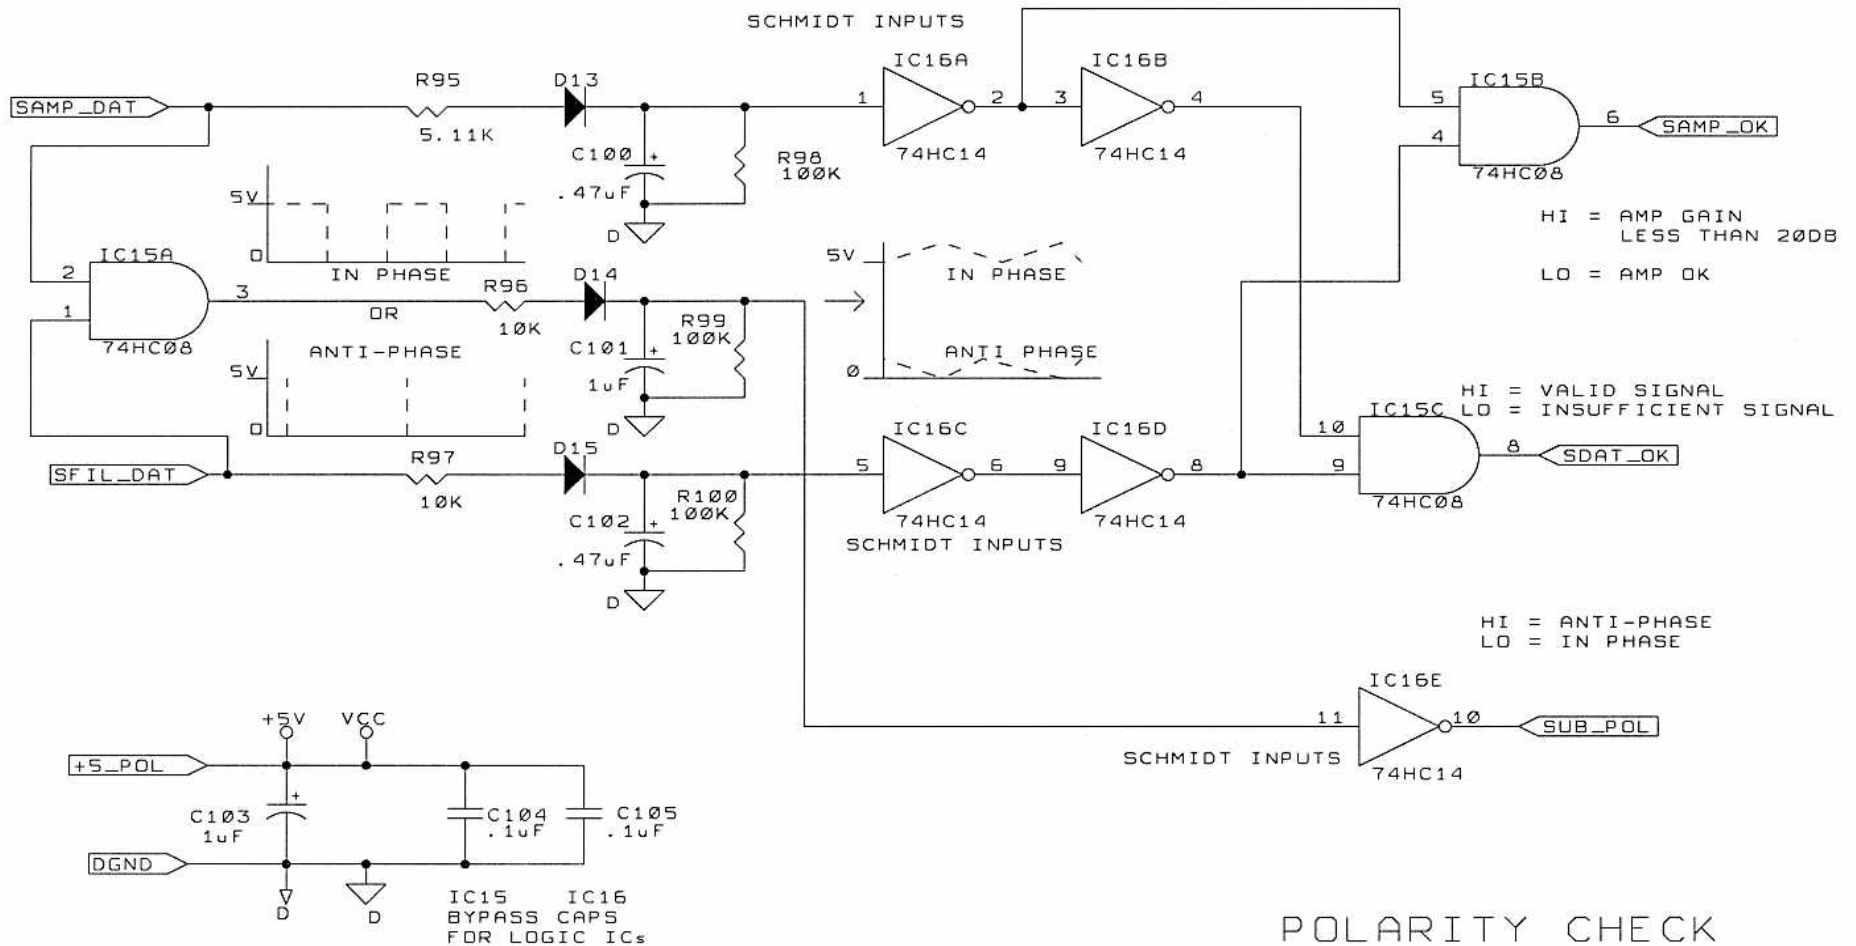 SCHMIDT INPUTS
IC16A
IC16B
IC15B
R95
D13
SAMP_DAT
1
2
3
4
5
4
6
SAMP_OK
5.11K
C100
+
.47uF
R98
100K
74HC14
74HC14
74HC08
5V
0
IN PHASE
D
HI = AMP GAIN
LESS THAN 20DB
LO = AMP OK
IC15A
2
1
3
74HC08
OR
R96
10K
D14
5V
IN PHASE
ANTI PHASE
0
ANTI-PHASE
5V
0
C101
+
1uF
R99
100K
D
HI = VALID SIGNAL
LO = INSUFFICIENT SIGNAL
IC15C
10
9
8
SDAT_OK
74HC08
IC16C
IC16D
SFIL_DAT
R97
10K
D15
5
6
9
8
C102
+
.47uF
R100
100K
74HC14
74HC14
SCHMIDT INPUTS
D
HI = ANTI-PHASE
LO = IN PHASE
IC16E
11
10
SUB_POL
SCHMIDT INPUTS
74HC14
+5V
VCC
+5_POL
C103
1uF
+
C104
.1uF
C105
.1uF
DGND
D
D
IC15 IC16
BYPASS CAPS
FOR LOGIC ICs
POLARITY CHECK